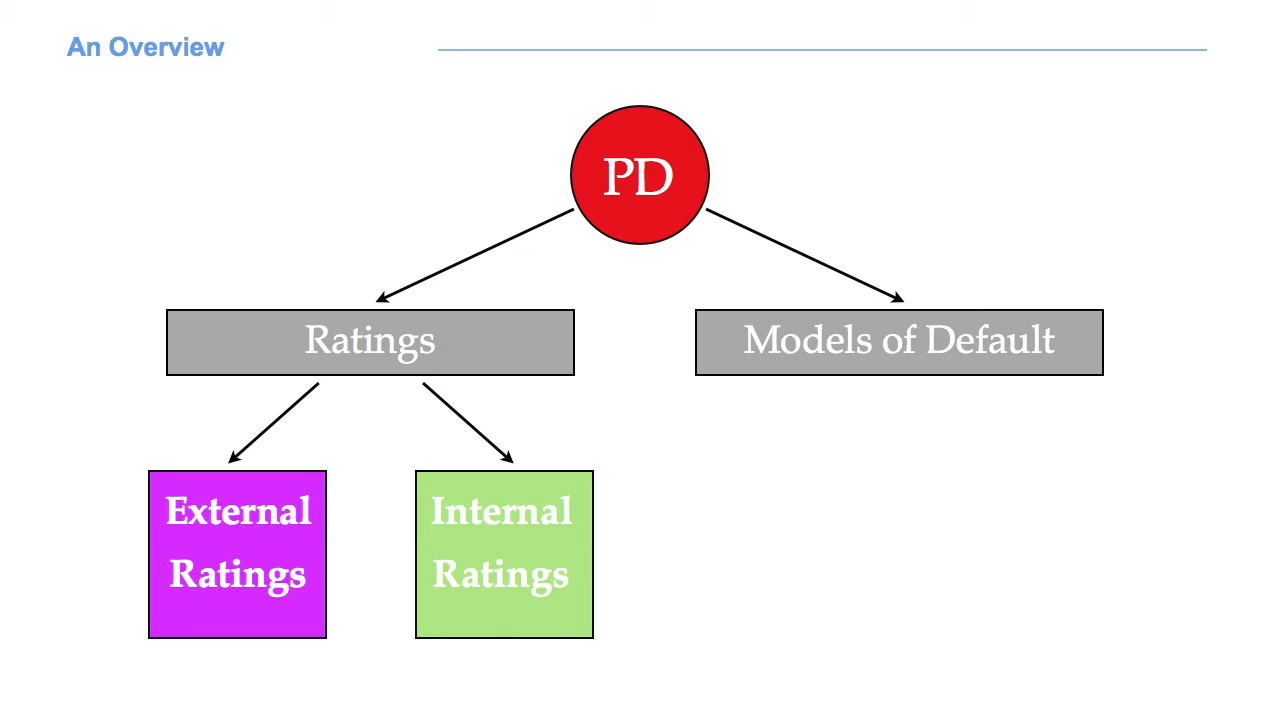 An Overview
PD
Ratings
Models of Default
External
Ratings
Internal
Ratings